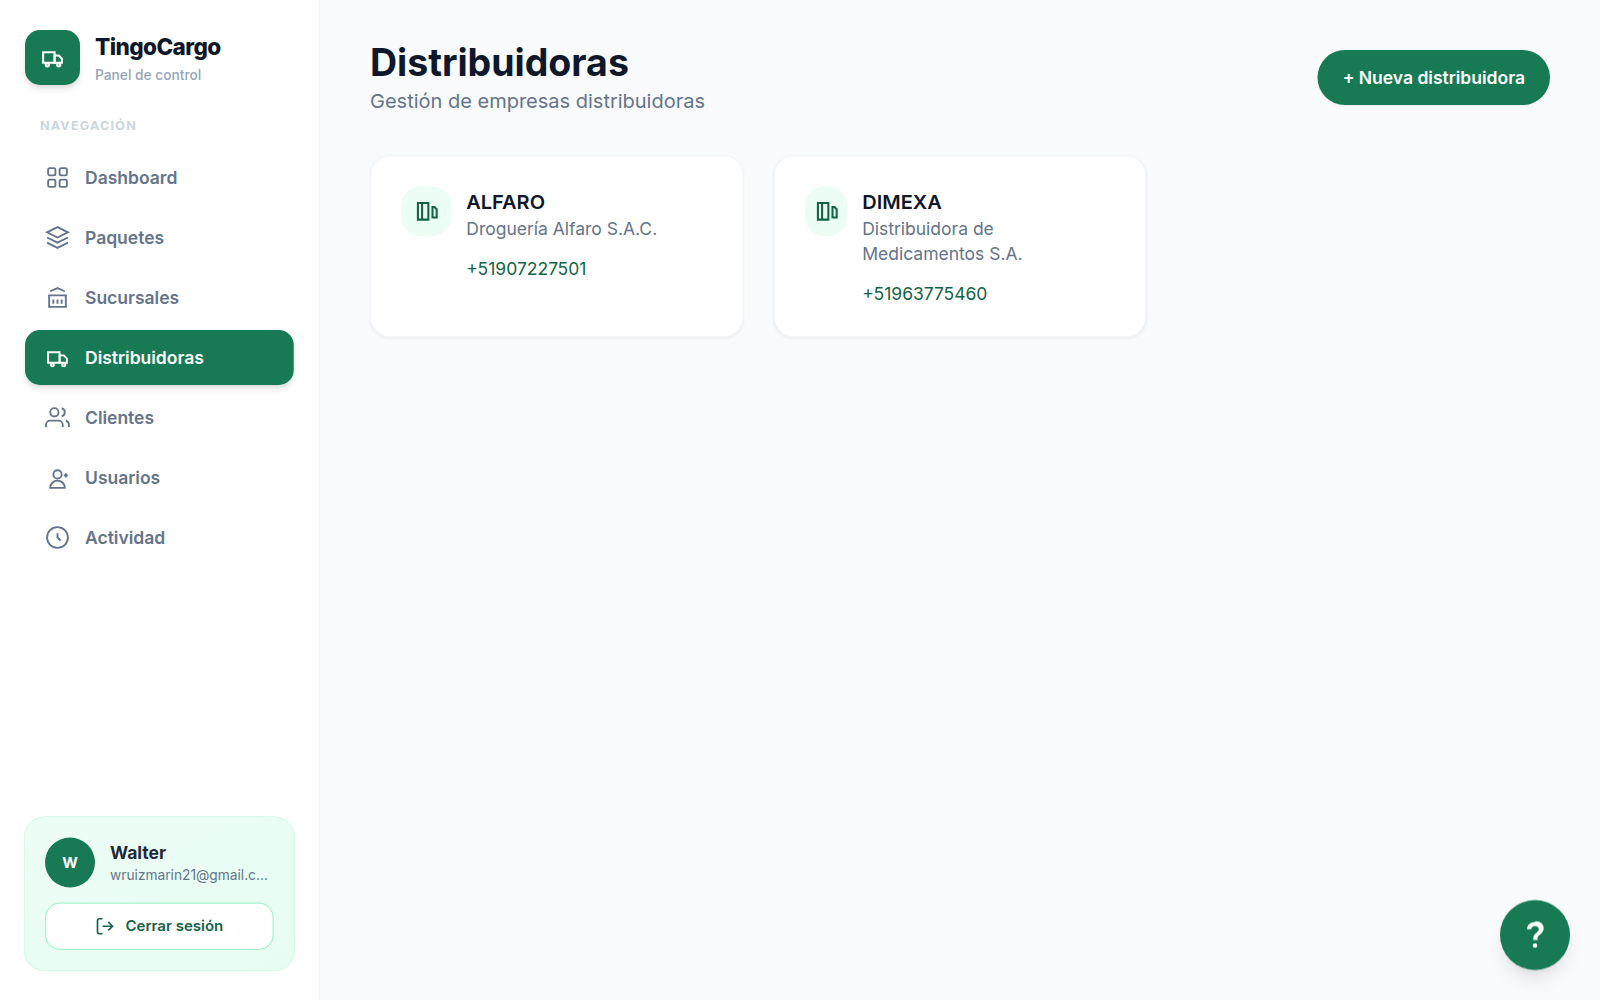 TingoCargo
Panel de control
NAVEGACIÓN
Dashboard
Paquetes
Sucursales
Distribuidoras
Clientes
Usuarios
Actividad
W
Walter
wruizmarin21@gmail.c...
Cerrar sesión
Distribuidoras
Gestión de empresas distribuidoras
+ Nueva distribuidora
ALFARO
Droguería Alfaro S.A.C.
+51907227501
DIMEXA
Distribuidora de
Medicamentos S.A.
+51963775460
?